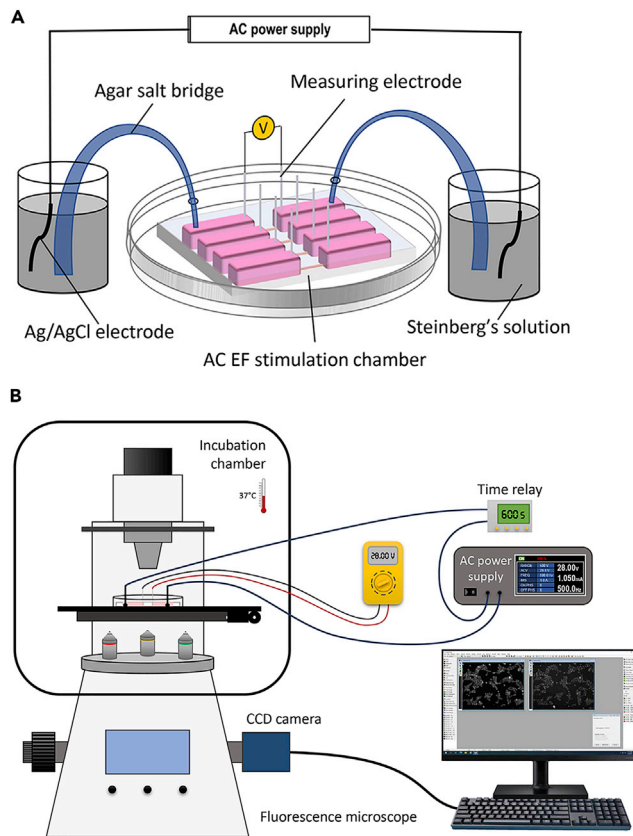 A
AC power supply
Agar salt bridge
Measuring electrode
V
Ag/AgCl electrode
Steinberg's solution
AC EF stimulation chamber
B
Incubation
chamber
37°C
Time relay
600 s
28.00 V
AC power
supply
28.00v
1.050mA
500.0Hz
CCD camera
Fluorescence microscope